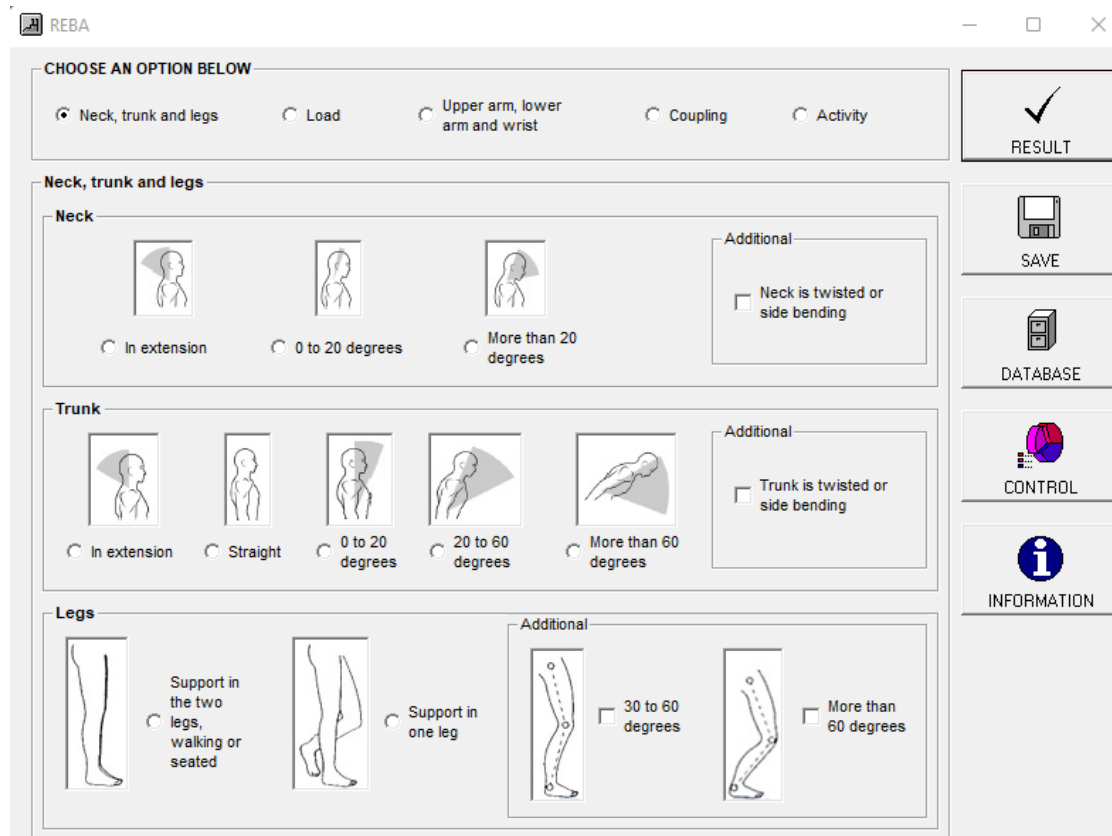 REBA
CHOOSE AN OPTION BELOW
Neck, trunk and legs
Load
Upper arm, lower
arm and wrist
Coupling
Activity
RESULT
SAVE
DATABASE
CONTROL
INFORMATION
Neck, trunk and legs
Neck
In extension
0 to 20 degrees
More than 20
degrees
Additional
Neck is twisted or
side bending
Trunk
In extension
Straight
0 to 20
degrees
20 to 60
degrees
More than 60
degrees
Additional
Trunk is twisted or
side bending
Legs
Support in
the two
legs,
walking or
seated
Support in
one leg
Additional
30 to 60
degrees
More than
60 degrees